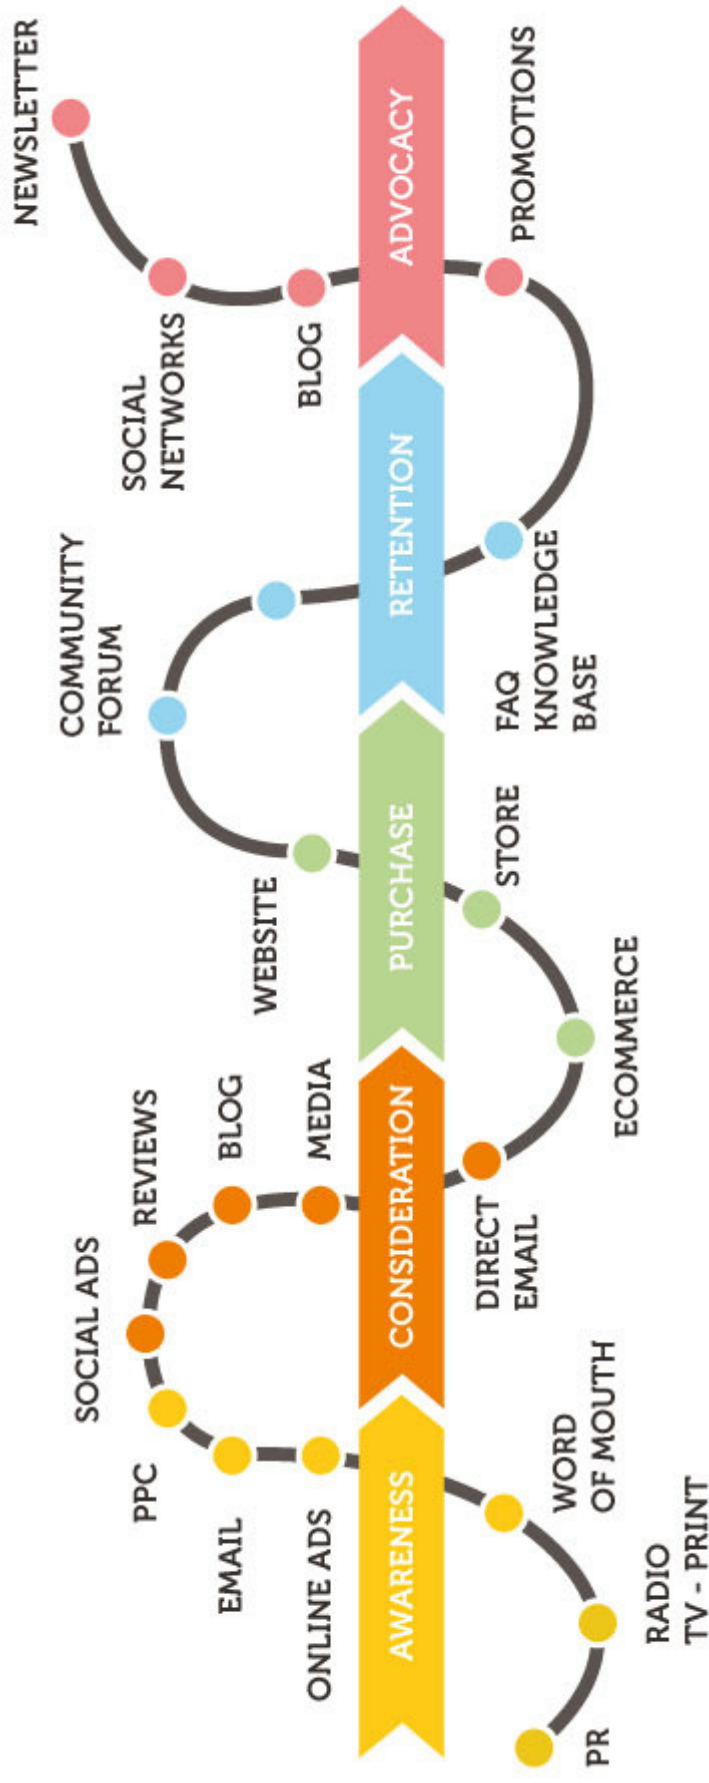 PR
RADIO
TV - PRINT
WORD
OF MOUTH
AWARENESS
ONLINE ADS
EMAIL
PPC
SOCIAL ADS
REVIEWS
BLOG
MEDIA
CONSIDERATION
DIRECT
EMAIL
ECOMMERCE
STORE
PURCHASE
WEBSITE
COMMUNITY
FORUM
RETENTION
FAQ
KNOWLEDGE
BASE
PROMOTIONS
ADVOCACY
BLOG
SOCIAL
NETWORKS
NEWSLETTER